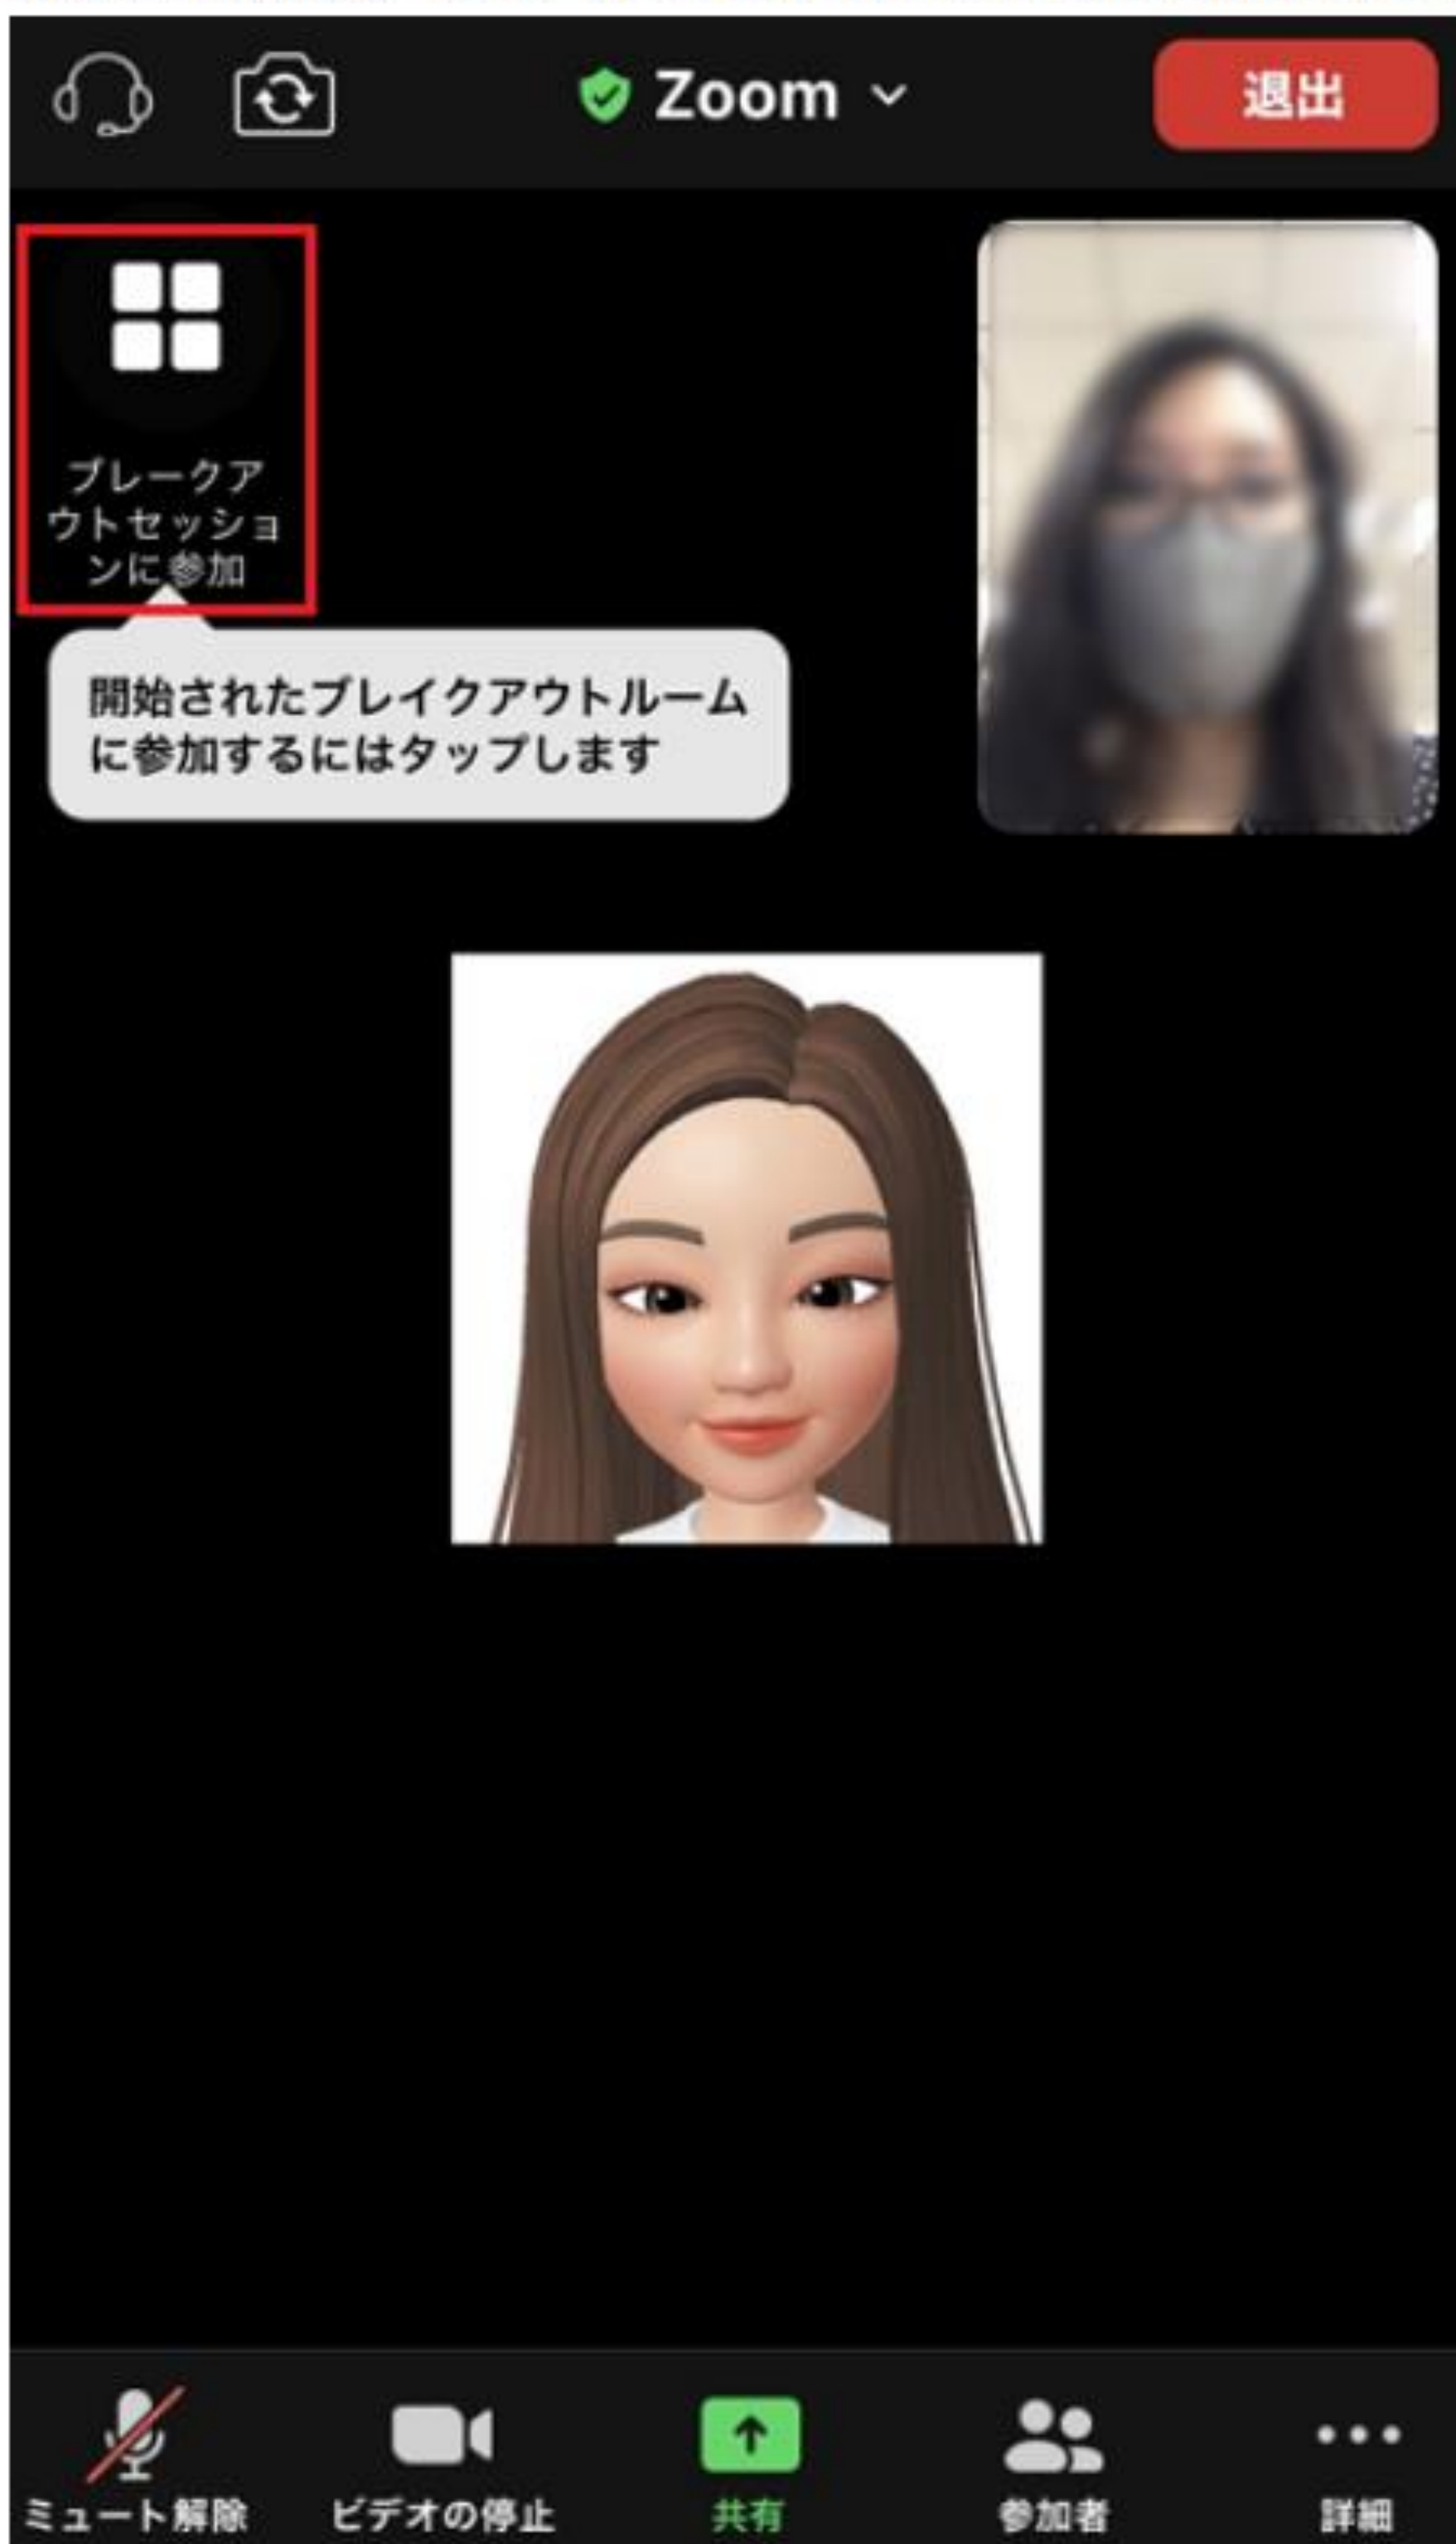 Zoom
退出
ブレークア
ウトセッショ
ンに参加
開始されたブレイクアウトルーム
に参加するにはタップします
ミュート解除
ビデオの停止
共有
参加者
詳細